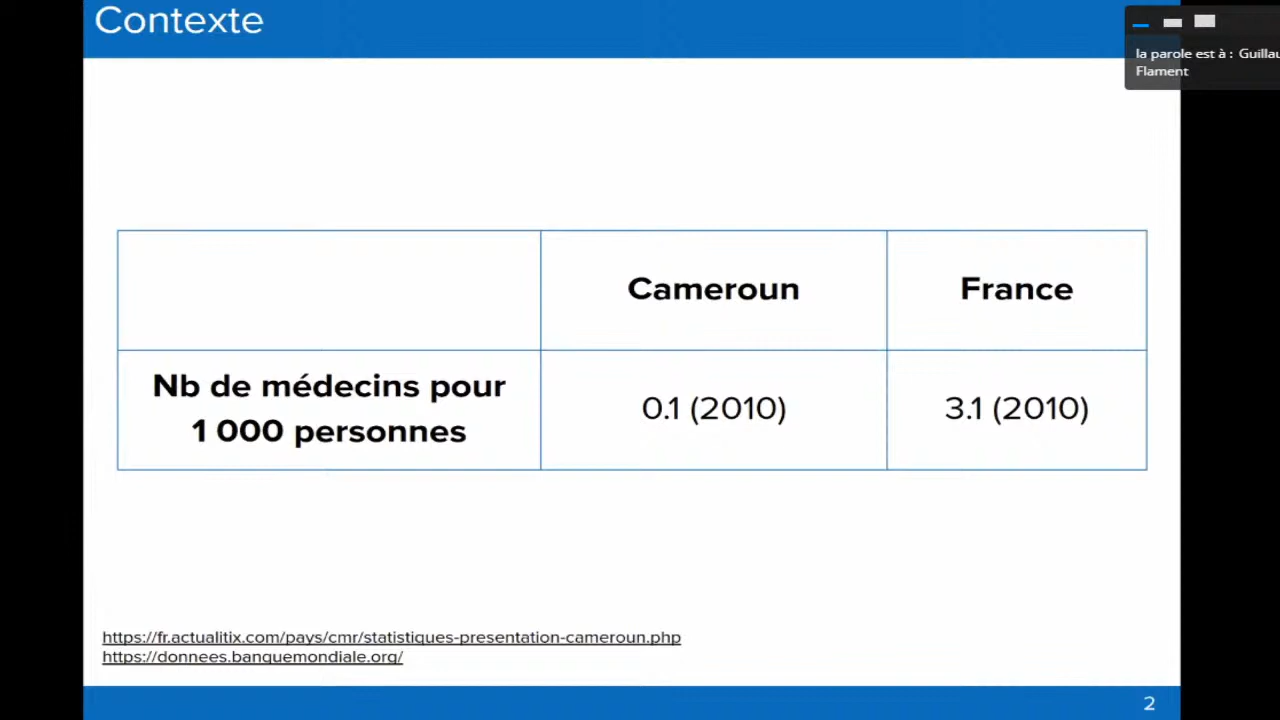 Contexte
la parole est à : Guillau
Flament
Cameroun
France
Nb de médecins pour
1 000 personnes
0.1 (2010)
3.1 (2010)
https://fr.actualitix.com/pays/cmr/statistiques-presentation-cameroun.php
https://donnees.banquemondiale.org/
2